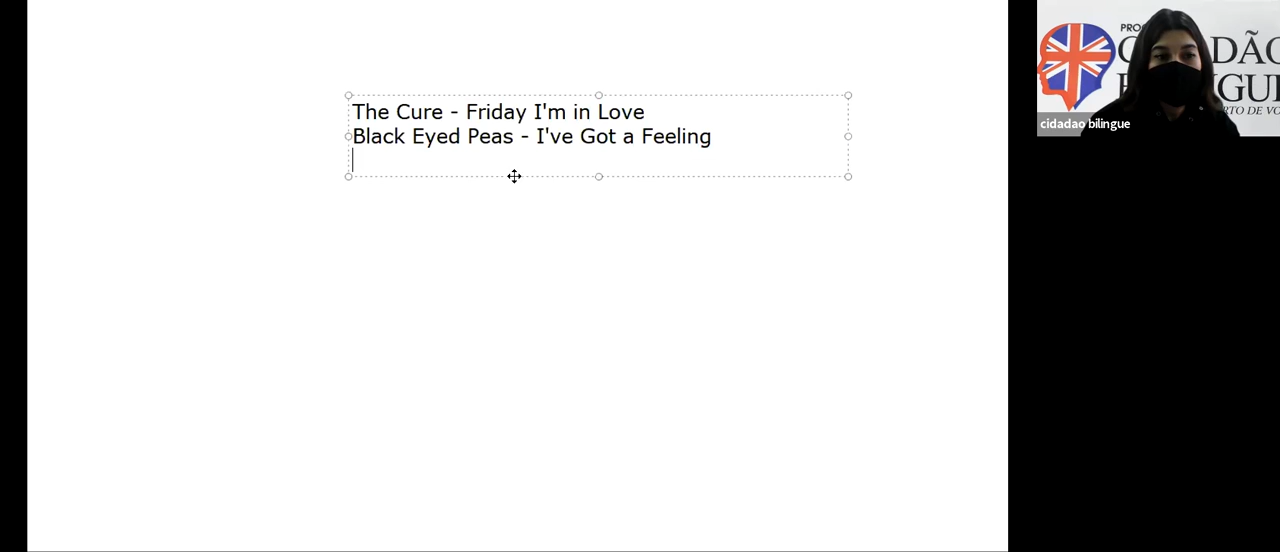 The Cure - Friday I'm in Love
Black Eyed Peas - I've Got a Feeling
cidadao bilingue